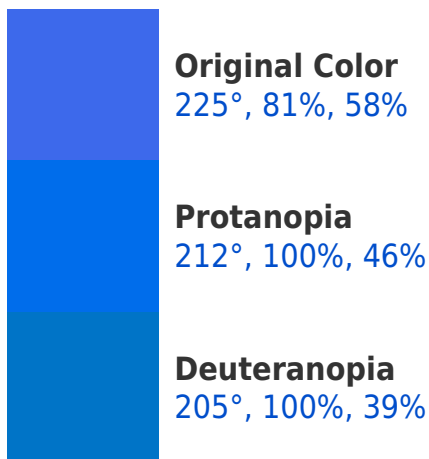 Original Color
225°, 81%, 58%
Protanopia
212°, 100%, 46%
Deuteranopia
205°, 100%, 39%